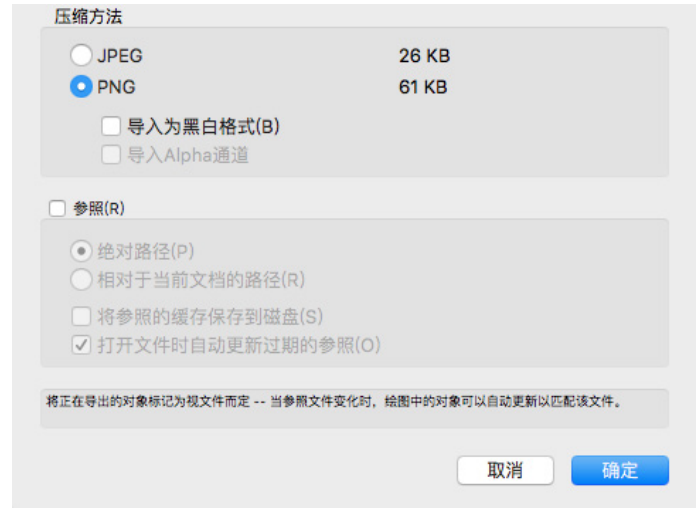 压缩方法
JPEG 26 KB
PNG 61 KB
导入为黑白格式(B)
导入Alpha通道
参照(R)
绝对路径(P)
相对于当前文档的路径(R)
将参照的缓存保存到磁盘(S)
打开文件时自动更新过期的参照(O)
将正在导出的对象标记为视文件而定 -- 当参照文件变化时，绘图中的对象可以自动更新以匹配该文件。
取消 确定